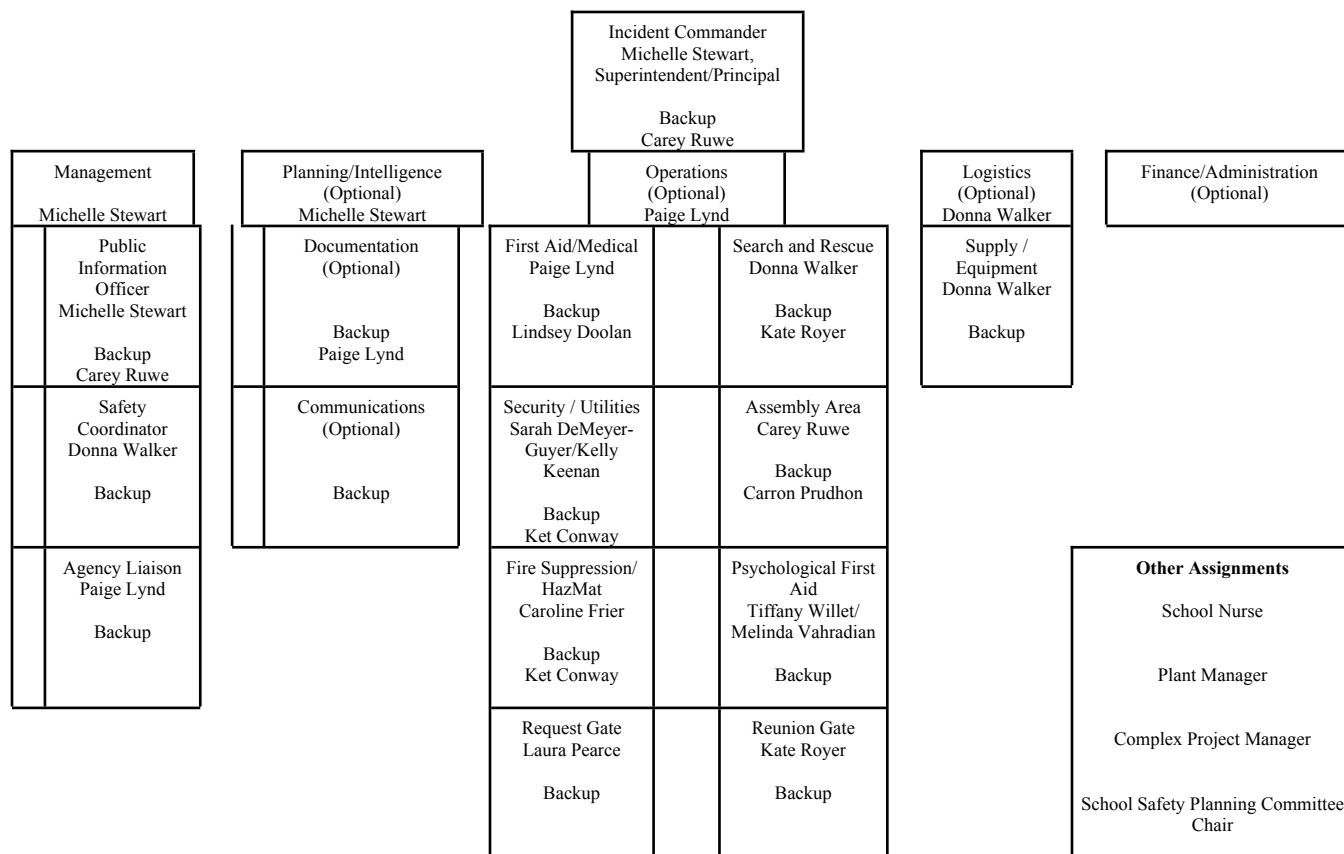 Incident Commander
Michelle Stewart,
Superintendent/Principal
Backup
Carey Ruwe
Management
Michelle Stewart
Planning/Intelligence
(Optional)
Michelle Stewart
Operations
(Optional)
Paige Lynd
Logistics
(Optional)
Donna Walker
Finance/Administration
(Optional)
Public
Information
Officer
Michelle Stewart
Backup
Carey Ruwe
Documentation
(Optional)
Backup
Paige Lynd
First Aid/Medical
Paige Lynd
Backup
Lindsey Doolan
Search and Rescue
Donna Walker
Backup
Kate Royer
Supply /
Equipment
Donna Walker
Backup
Safety
Coordinator
Donna Walker
Backup
Communications
(Optional)
Backup
Security / Utilities
Sarah DeMeyer-
Guyer/Kelly
Keenan
Backup
Ket Conway
Assembly Area
Carey Ruwe
Backup
Carron Prudhon
Agency Liaison
Paige Lynd
Backup
Fire Suppression/
HazMat
Caroline Frier
Backup
Ket Conway
Psychological First
Aid
Tiffany Willet/
Melinda Vahradian
Backup
Other Assignments
School Nurse
Plant Manager
Complex Project Manager
School Safety Planning Committee
Chair
Request Gate
Laura Pearce
Backup
Reunion Gate
Kate Royer
Backup